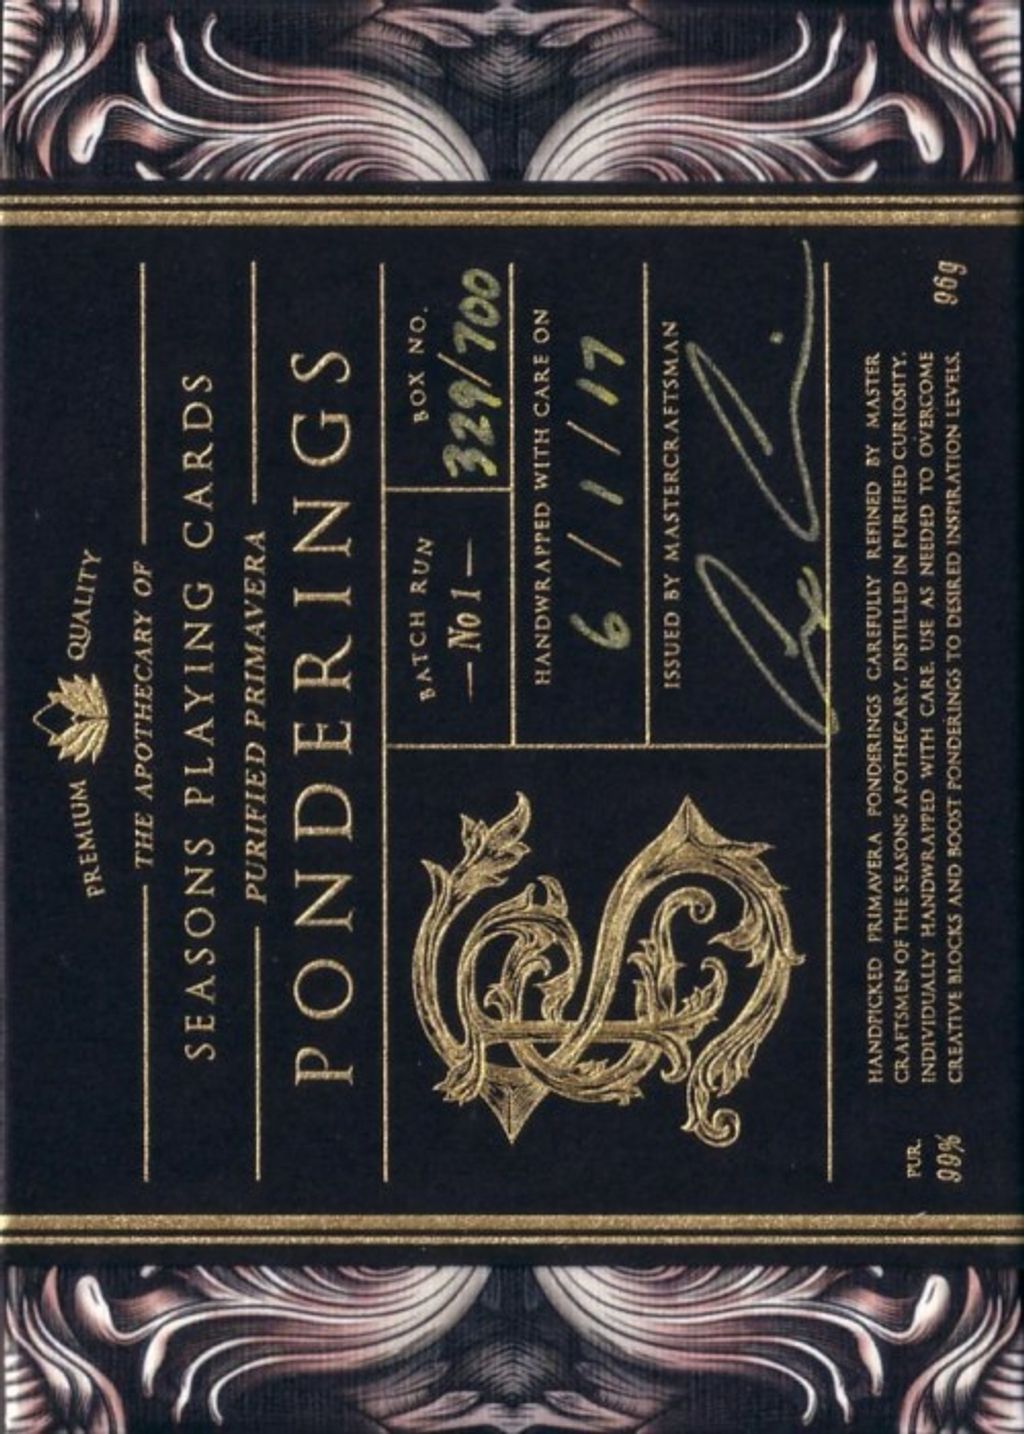 PREMIUM QUALITY
THE APOTHECARY OF
SEASONS PLAYING CARDS
PURIFIED PRIMAVERA
PONDERINGS
BATCH RUN
—No1—
BOX NO.
329/700
HANDWRAPPED WITH CARE ON
6/1/17
ISSUED BY MASTERCRAFTSMAN
PUR.
99%
HANDPICKED PRIMAVERA PONDERINGS CAREFULLY REFINED BY MASTER
CRAFTSMEN OF THE SEASONS APOTHECARY. DISTILLED IN PURIFIED CURIOSITY.
INDIVIDUALLY HANDWRAPPED WITH CARE. USE AS NEEDED TO OVERCOME
CREATIVE BLOCKS AND BOOST PONDERINGS TO DESIRED INSPIRATION LEVELS.
96g